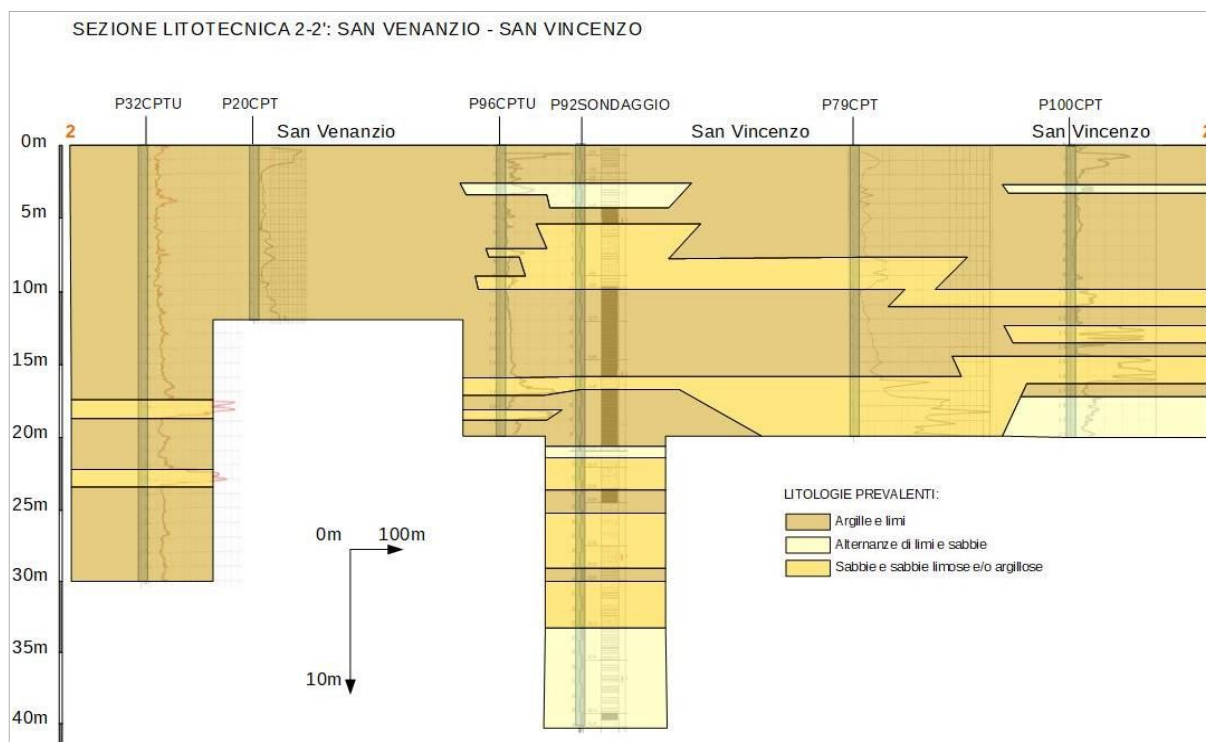 SEZIONE LITOTECNICA 2-2': SAN VENANZIO - SAN VINCENZO
P32CPTU P20CPT P96CPTU P92SONDAGGIO P79CPT P100CPT
0m 2 San Venanzio San Vincenzo San Vincenzo
5m
10m
15m
20m
25m
30m
35m
40m
0m 100m
10m
LITOLOGIE PREVALENTI:
Argille e limi
Alternanze di limi e sabbie
Sabbie e sabbie limose e/o argillose